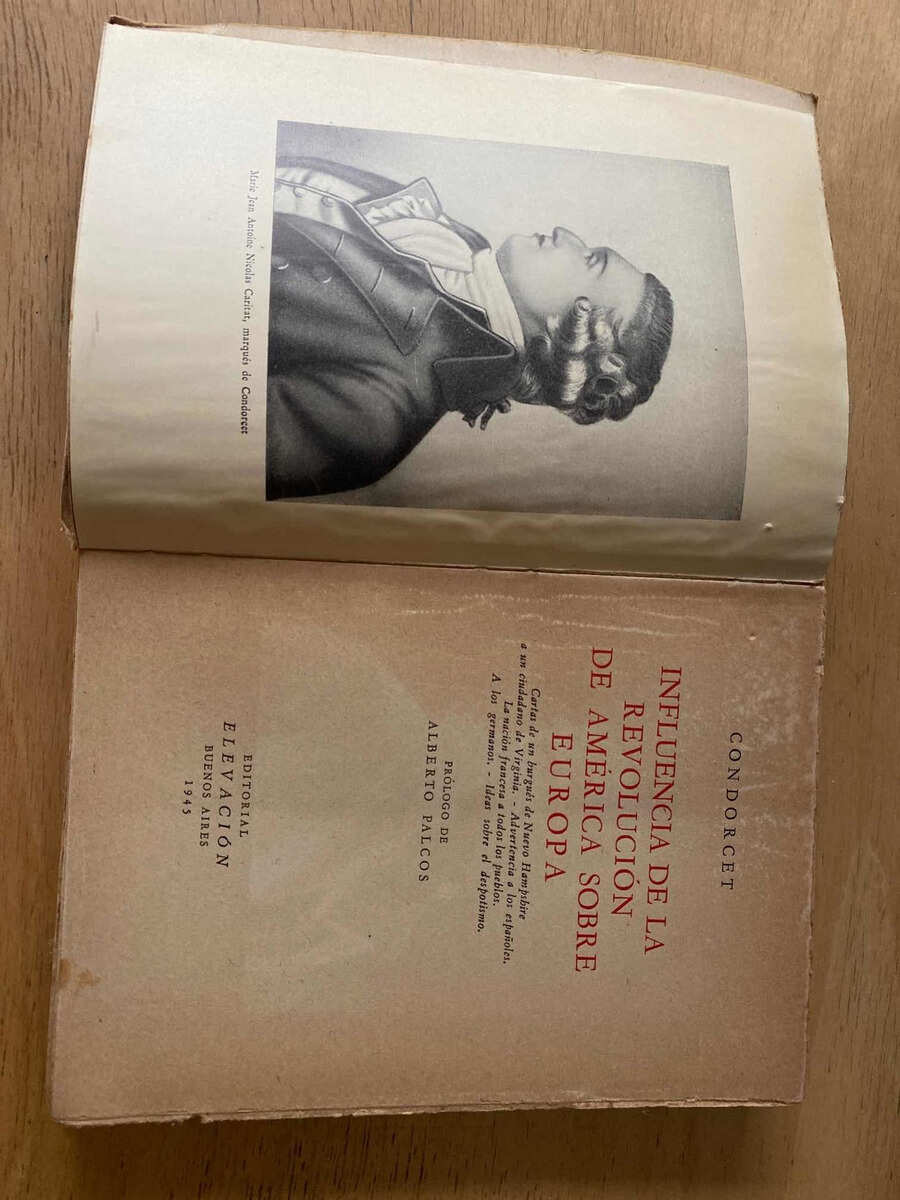 Marie Jean Antoine Nicolas Caritat, marqués de Condorcet
CONDORCET
INFLUENCIA DE LA
REVOLUCIÓN
DE AMÉRICA SOBRE
EUROPA
Cartas de un burgués de Nuevo Hampshire
a un ciudadano de Virginia. - Advertencia a los españoles.
La nación francesa a todos los pueblos.
A los germanos. - Ideas sobre el despotismo.
PRÓLOGO DE
ALBERTO PALCOS
EDITORIAL
ELEVACIÓN
BUENOS AIRES
1945